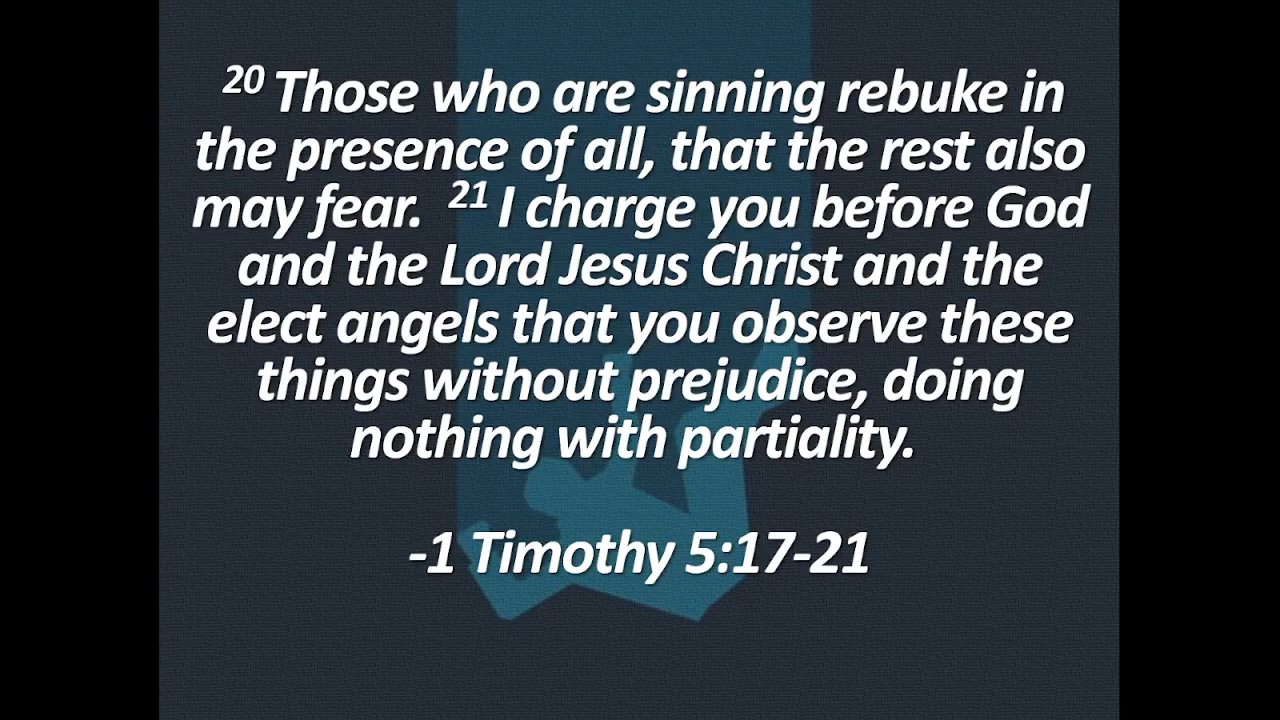 20 Those who are sinning rebuke in
the presence of all, that the rest also
may fear. 21 I charge you before God
and the Lord Jesus Christ and the
elect angels that you observe these
things without prejudice, doing
nothing with partiality.
-1 Timothy 5:17-21